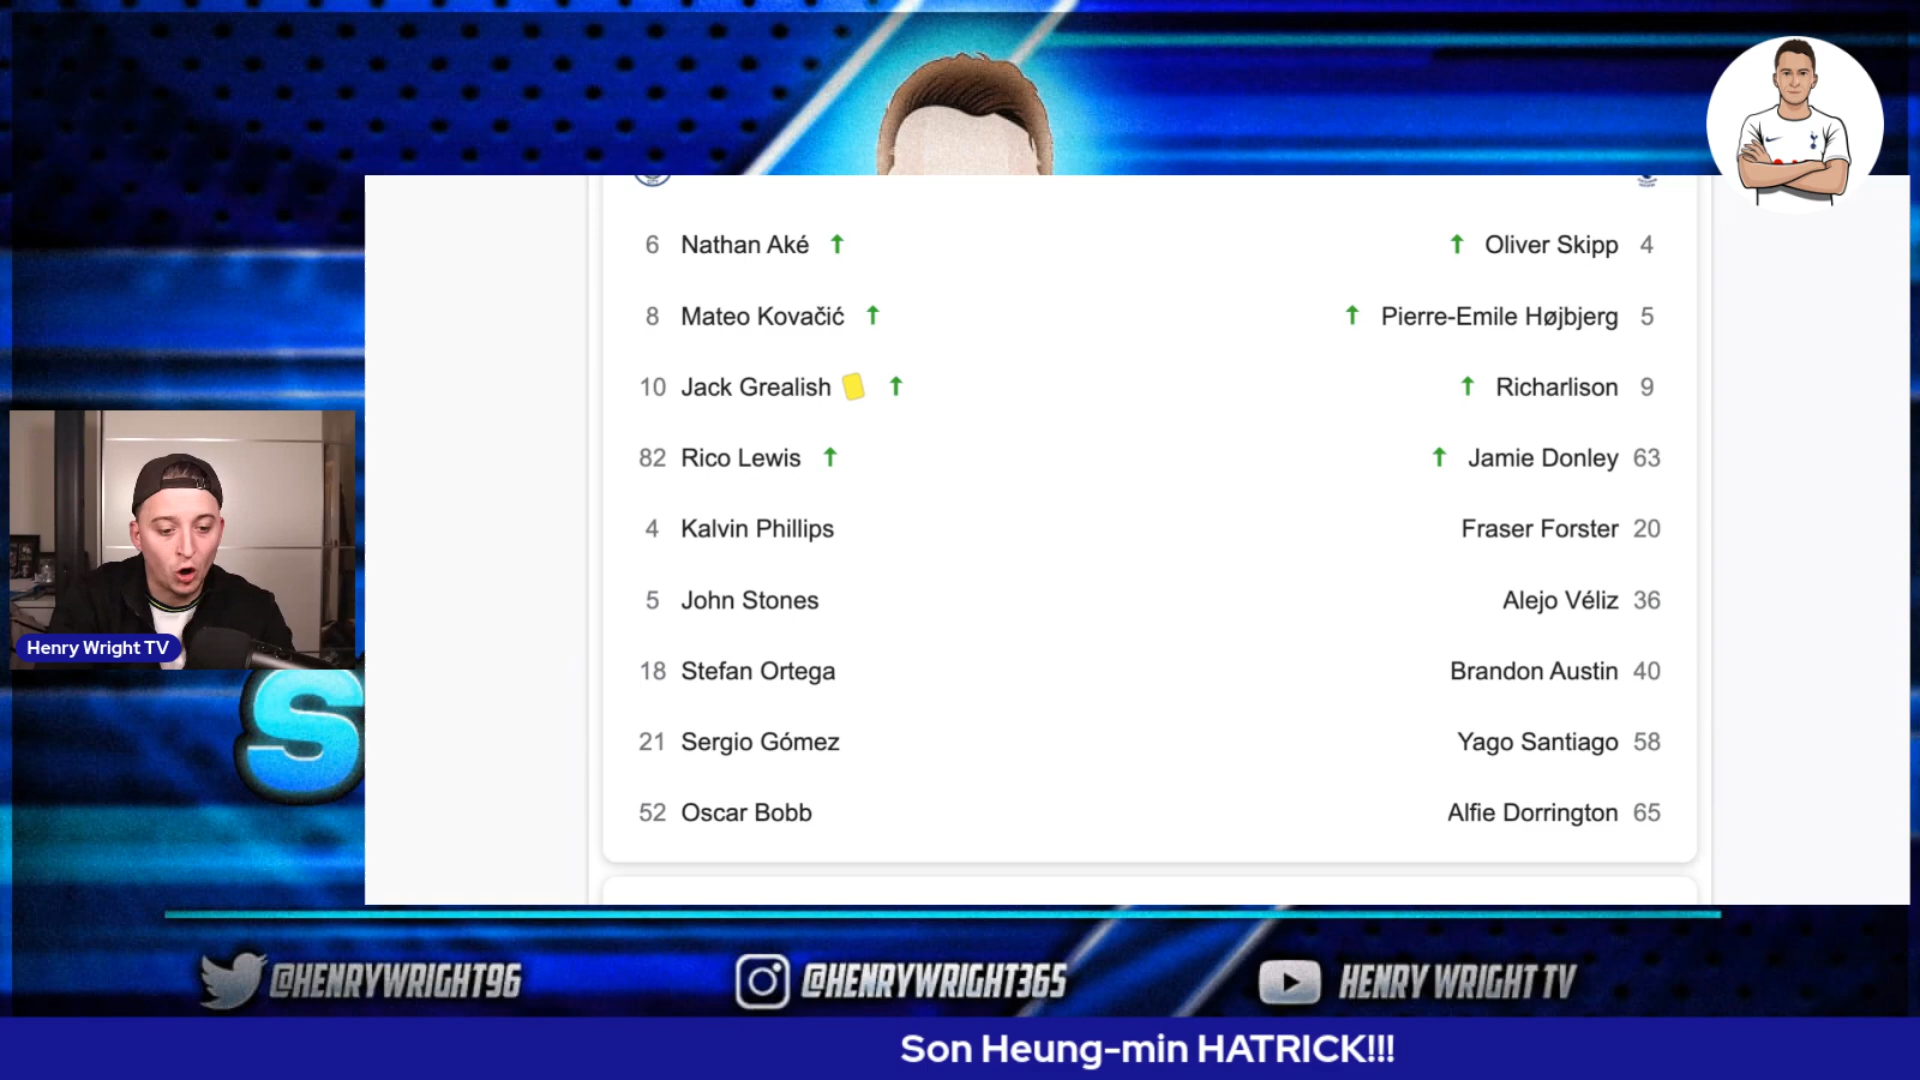 6 Nathan Aké ↑ ↑ Oliver Skipp 4
8 Mateo Kovačić ↑ ↑ Pierre-Emile Højbjerg 5
10 Jack Grealish ↑ ↑ Richarlison 9
82 Rico Lewis ↑ ↑ Jamie Donley 63
4 Kalvin Phillips Fraser Forster 20
5 John Stones Alejo Véliz 36
18 Stefan Ortega Brandon Austin 40
21 Sergio Gómez Yago Santiago 58
52 Oscar Bobb Alfie Dorrington 65
Henry Wright TV
S
@HENRYWRIGHT96 @HENRYWRIGHT365 HENRY WRIGHT TV
Son Heung-min HATRICK!!!